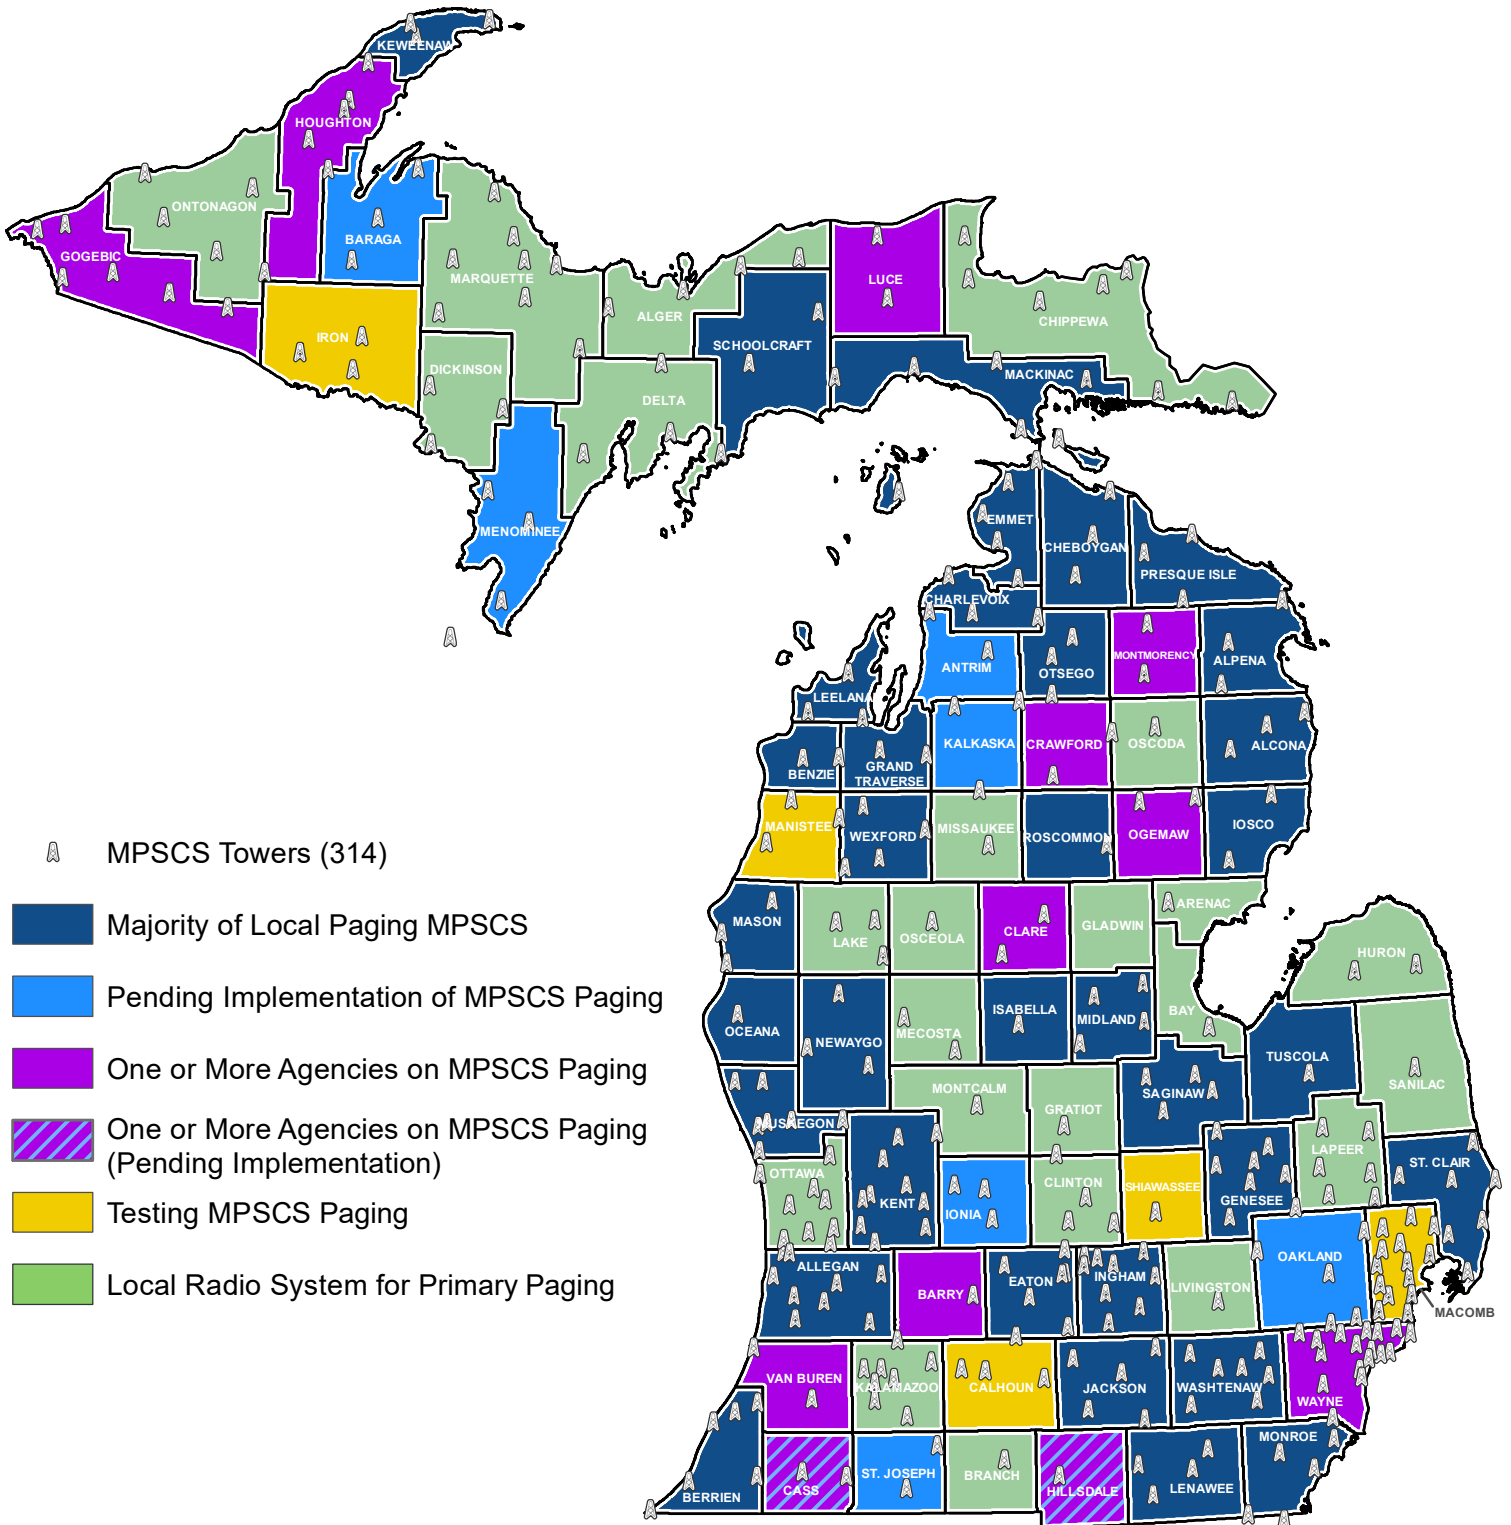 KEWEENAW
HOUGHTON
ONTONAGON
BARAGA
GOGEBIC
MARQUETTE
LUCE
ALGER
CHIPPEWA
IRON
SCHOOLCRAFT
DICKINSON
MACKINAC
DELTA
MENOMINEE
EMMET
CHEBOYGAN
PRESQUE ISLE
CHARLEVOIX
ANTRIM
OTSEGO
MONTMORENCY
ALPENA
LEELANA
KALKASKA
CRAWFORD
OSCODA
ALCONA
BENZIE
GRAND
TRAVERSE
MANISTEE
WEXFORD
MISSAUKEE
ROSCOMMON
OGEMAW
IOSCO
MPSCS Towers (314)
Majority of Local Paging MPSCS
Pending Implementation of MPSCS Paging
One or More Agencies on MPSCS Paging
One or More Agencies on MPSCS Paging
(Pending Implementation)
Testing MPSCS Paging
Local Radio System for Primary Paging
MASON
LAKE
OSCEOLA
CLARE
GLADWIN
ARENAC
HURON
OCEANA
NEWAYGO
MECOSTA
ISABELLA
MIDLAND
BAY
TUSCOLA
SANILAC
MUSKEGON
MONTCALM
GRATIOT
SAGINAW
LAPEER
ST. CLAIR
OTTAWA
KENT
IONIA
CLINTON
SHIAWASSEE
GENESEE
OAKLAND
MACOMB
ALLEGAN
BARRY
EATON
INGHAM
LIVINGSTON
VAN BUREN
KALAMAZOO
CALHOUN
JACKSON
WASHTENAW
WAYNE
BERRIEN
CASS
ST. JOSEPH
BRANCH
HILLSDALE
LENAWEE
MONROE